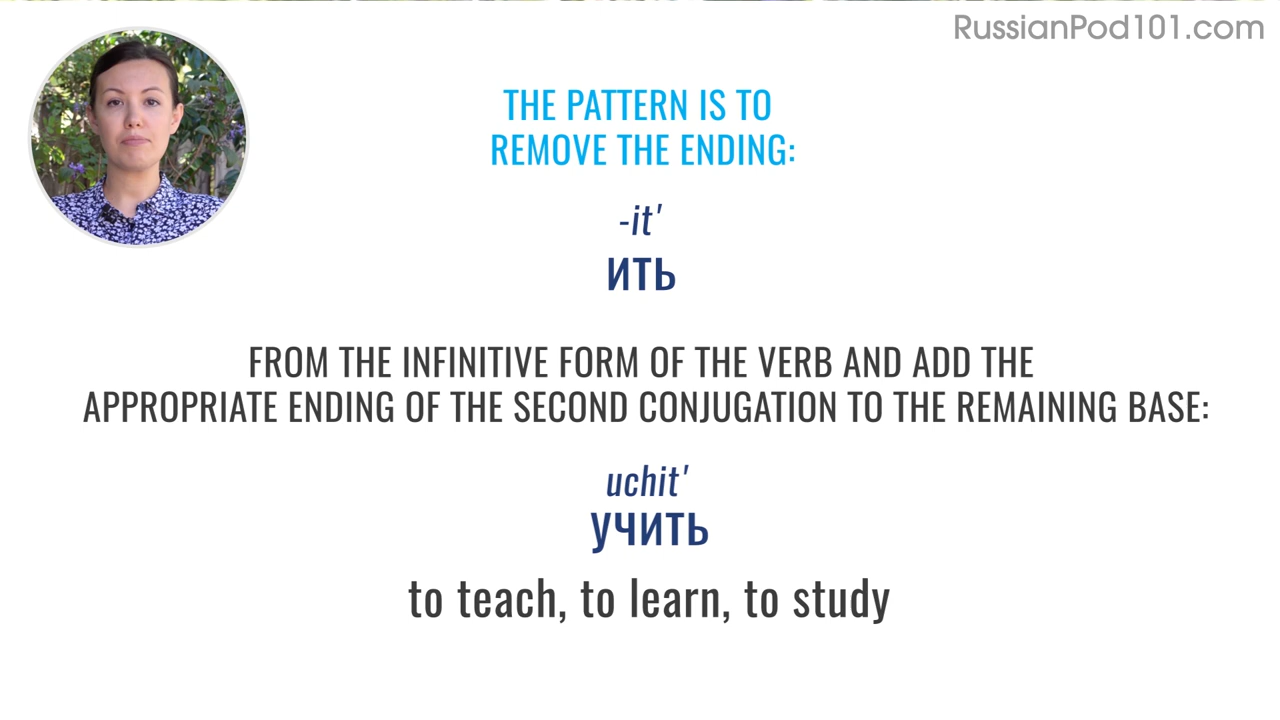 RussianPod101.com
THE PATTERN IS TO
REMOVE THE ENDING:
-it'
ить
FROM THE INFINITIVE FORM OF THE VERB AND ADD THE
APPROPRIATE ENDING OF THE SECOND CONJUGATION TO THE REMAINING BASE:
uchit'
учить
to teach, to learn, to study